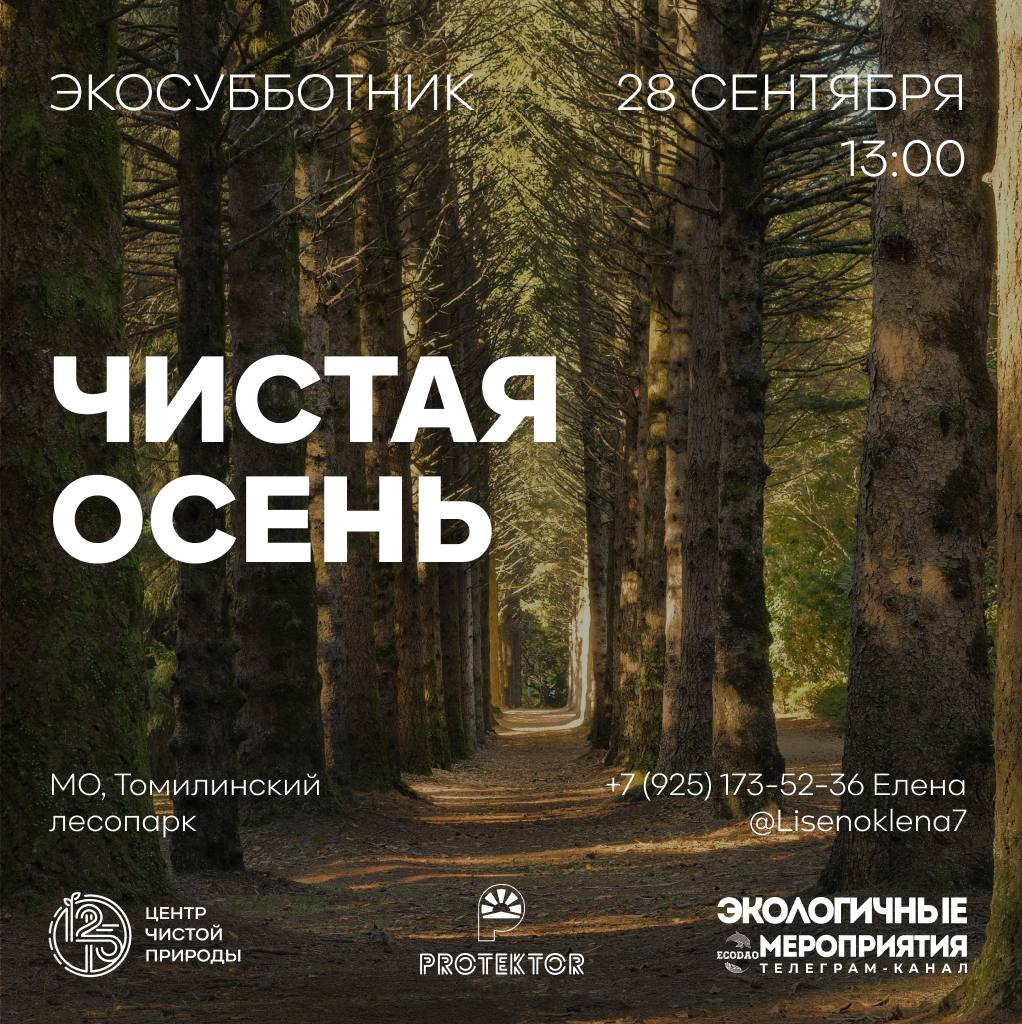 ЭКОСУББОТНИК
28 СЕНТЯБРЯ
13:00
ЧИСТАЯ
ОСЕНЬ
МО, Томилинский
лесопарк
+7 (925) 173-52-36 Елена
@Lisenoklena7
ЦЕНТР
ЧИСТОЙ
ПРИРОДЫ
PROTEKTOR
ЭКОЛОГИЧНЫЕ
ECODAO МЕРОПРИЯТИЯ
ТЕЛЕГРАМ-КАНАЛ